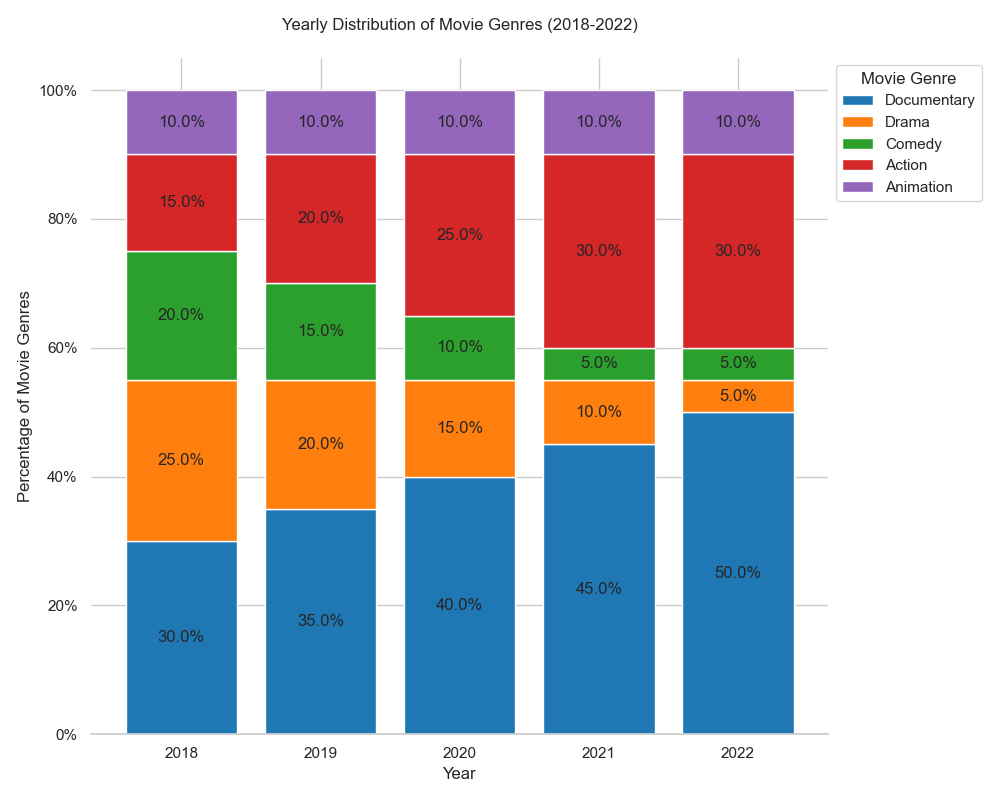 Yearly Distribution of Movie Genres (2018-2022)
Movie Genre
Documentary
Drama
Comedy
Action
Animation
Percentage of Movie Genres
100%
80%
60%
40%
20%
0%
10.0% 10.0% 10.0% 10.0% 10.0%
15.0% 20.0% 25.0% 30.0% 30.0%
20.0% 15.0% 10.0% 5.0% 5.0%
25.0% 20.0% 15.0% 10.0% 5.0%
30.0% 35.0% 40.0% 45.0% 50.0%
2018 2019 2020 2021 2022
Year